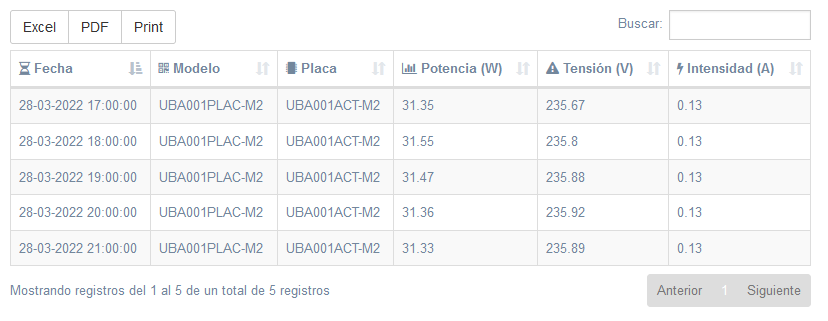 Excel PDF Print Buscar:
Fecha Modelo Placa Potencia (W) Tensión (V) Intensidad (A)
28-03-2022 17:00:00 UBA001PLAC-M2 UBA001ACT-M2 31.35 235.67 0.13
28-03-2022 18:00:00 UBA001PLAC-M2 UBA001ACT-M2 31.55 235.8 0.13
28-03-2022 19:00:00 UBA001PLAC-M2 UBA001ACT-M2 31.47 235.88 0.13
28-03-2022 20:00:00 UBA001PLAC-M2 UBA001ACT-M2 31.36 235.92 0.13
28-03-2022 21:00:00 UBA001PLAC-M2 UBA001ACT-M2 31.33 235.89 0.13
Mostrando registros del 1 al 5 de un total de 5 registros Anterior 1 Siguiente